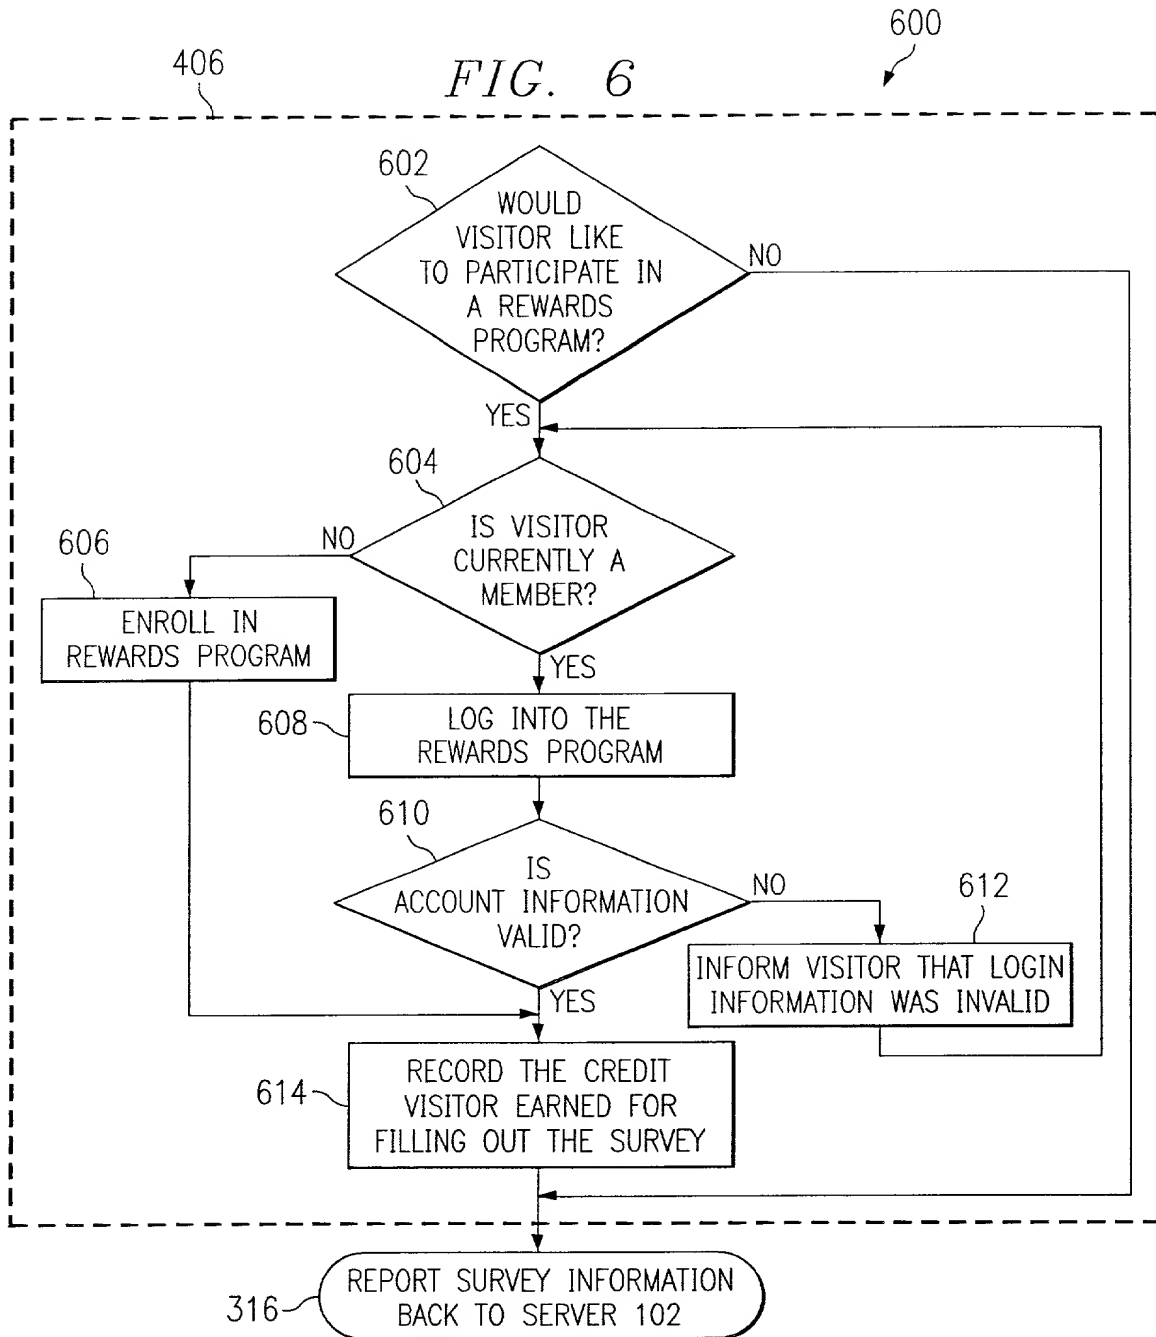 600
406
FIG. 6
602
WOULD
VISITOR LIKE
TO PARTICIPATE IN
A REWARDS
PROGRAM?
NO
YES
604
IS VISITOR
CURRENTLY A
MEMBER?
NO
606
ENROLL IN
REWARDS PROGRAM
YES
608
LOG INTO THE
REWARDS PROGRAM
610
IS
ACCOUNT INFORMATION
VALID?
NO
612
INFORM VISITOR THAT LOGIN
INFORMATION WAS INVALID
YES
614
RECORD THE CREDIT
VISITOR EARNED FOR
FILLING OUT THE SURVEY
316
REPORT SURVEY INFORMATION
BACK TO SERVER 102